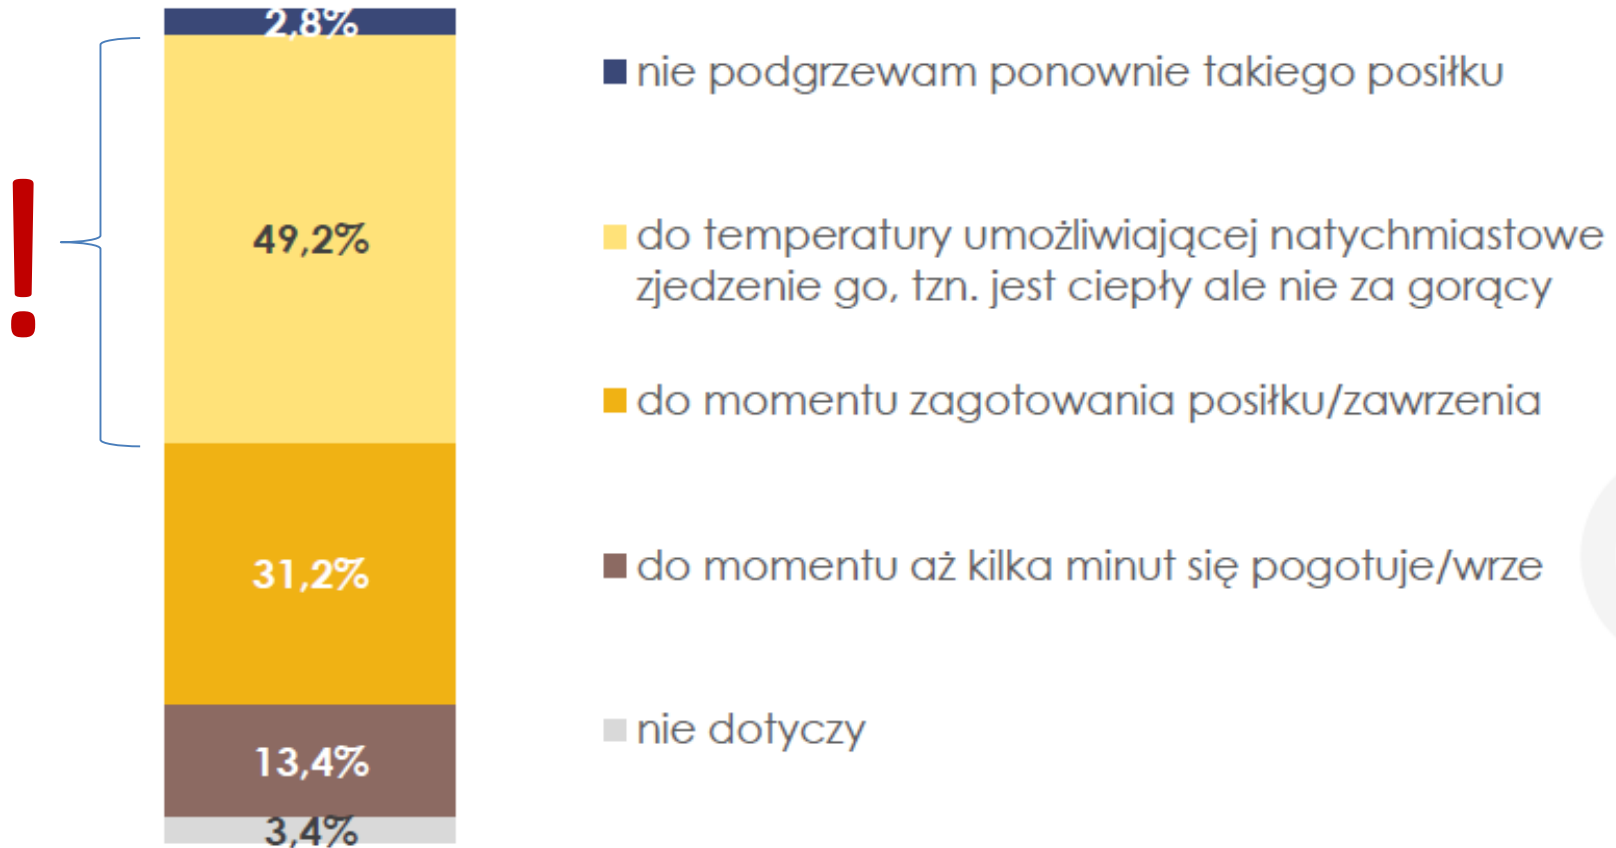 2,8%
nie podgrzewam ponownie takiego posiłku
!
49,2%
do temperatury umożliwiającej natychmiastowe
zjedzenie go, tzn. jest ciepły ale nie za gorący
do momentu zagotowania posiłku/zawrzenia
31,2%
do momentu aż kilka minut się pogotuje/wrze
13,4%
nie dotyczy
3,4%